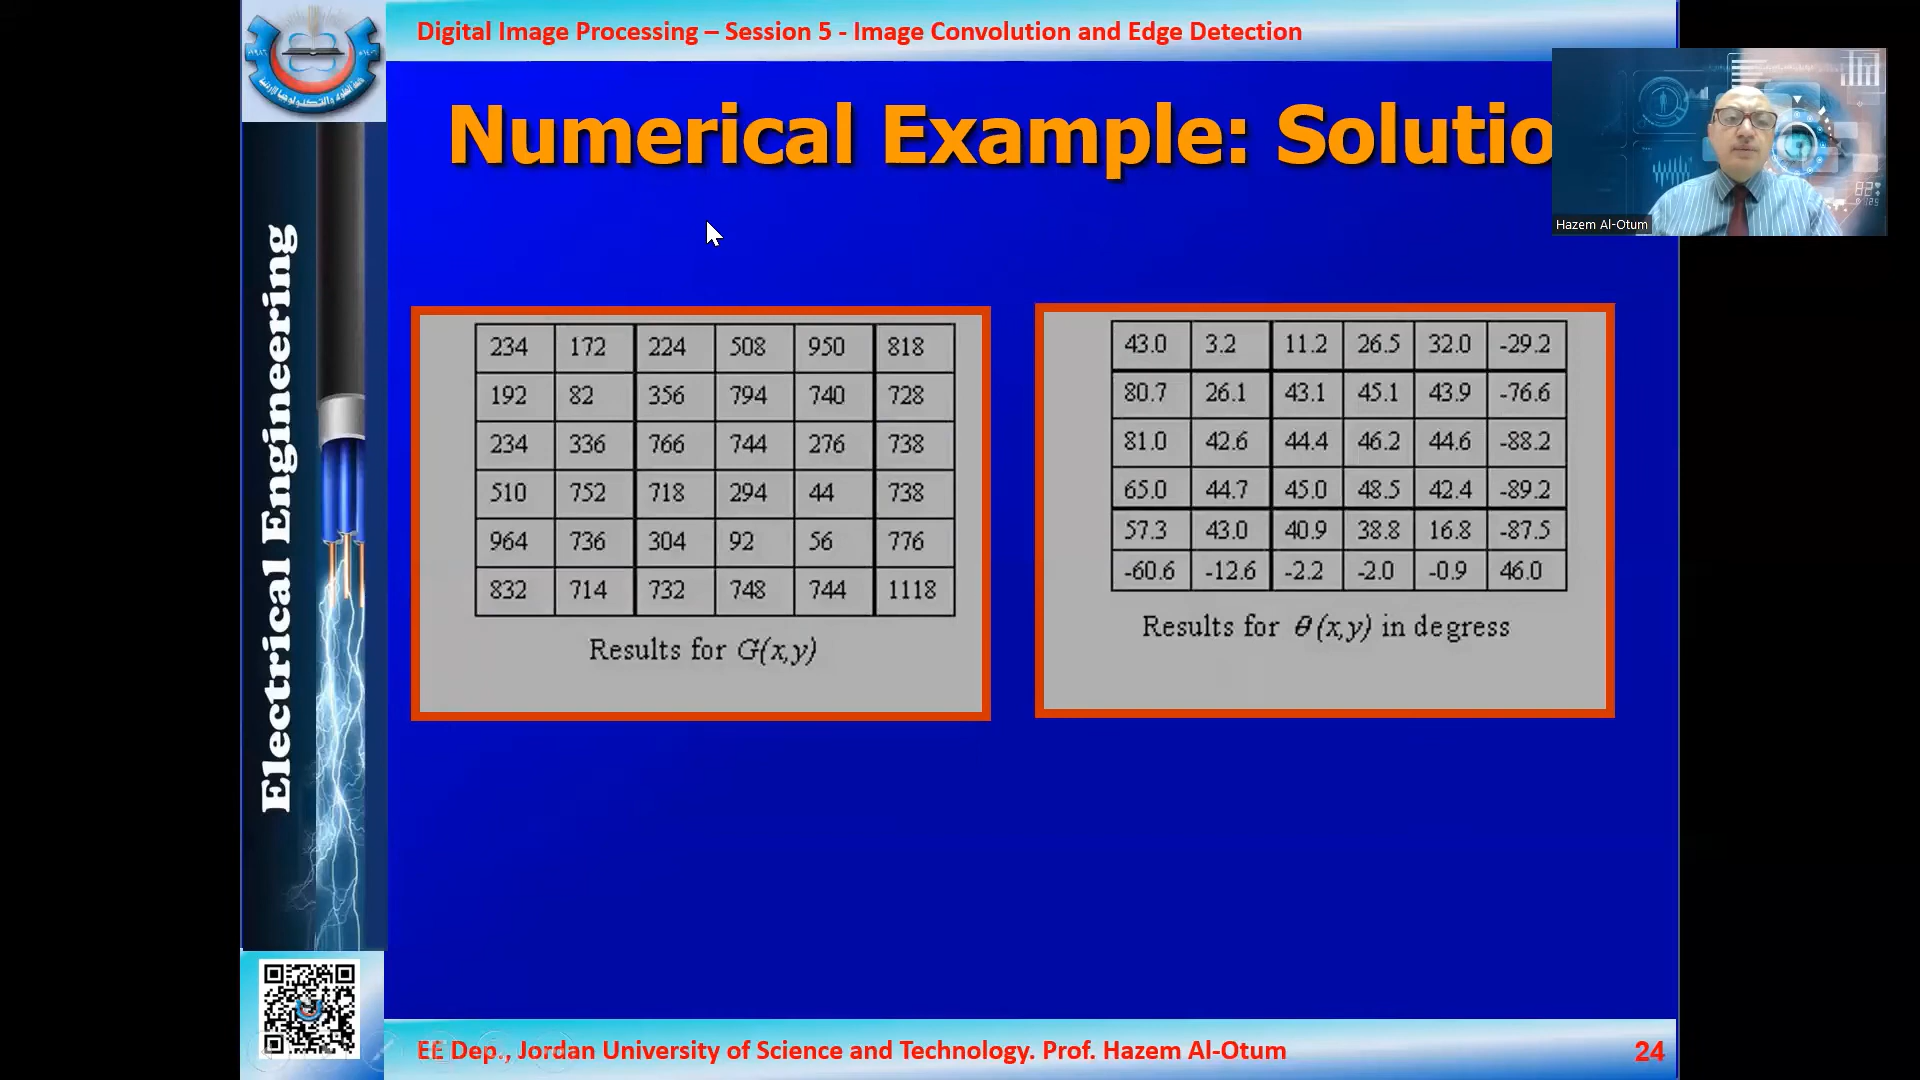 Digital Image Processing – Session 5 - Image Convolution and Edge Detection
Numerical Example: Solutio
Hazem Al-Otum
Electrical Engineering
234 172 224 508 950 818
192 82 356 794 740 728
234 336 766 744 276 738
510 752 718 294 44 738
964 736 304 92 56 776
832 714 732 748 744 1118
Results for G(x,y)
43.0 3.2 11.2 26.5 32.0 -29.2
80.7 26.1 43.1 45.1 43.9 -76.6
81.0 42.6 44.4 46.2 44.6 -88.2
65.0 44.7 45.0 48.5 42.4 -89.2
57.3 43.0 40.9 38.8 16.8 -87.5
-60.6 -12.6 -2.2 -2.0 -0.9 46.0
Results for θ(x,y) in degress
EE Dep., Jordan University of Science and Technology. Prof. Hazem Al-Otum
24